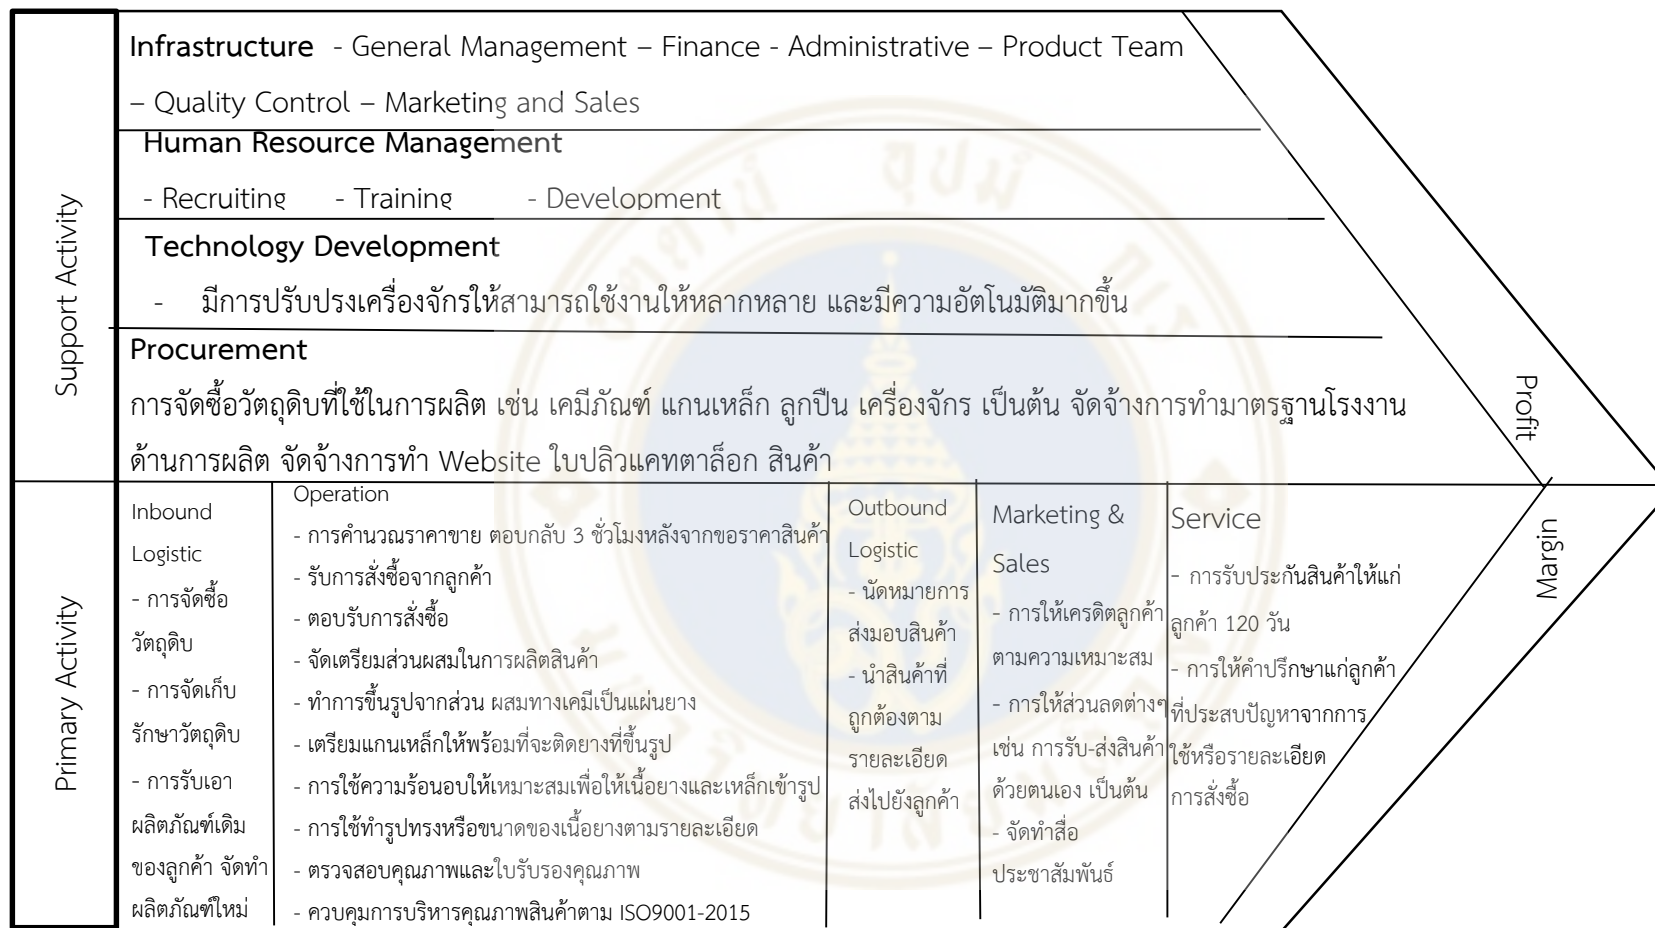 Support Activity
Infrastructure - General Management – Finance - Administrative – Product Team
– Quality Control – Marketing and Sales
Human Resource Management
- Recruiting - Training - Development
Technology Development
- มีการปรับปรุงเครื่องจักรให้สามารถใช้งานให้หลากหลาย และมีความอัตโนมัติมากขึ้น
Procurement
การจัดซื้อวัตถุดิบที่ใช้ในการผลิต เช่น เคมีภัณฑ์ แกนเหล็ก ลูกปืน เครื่องจักร เป็นต้น จัดจ้างการทำมาตรฐานโรงงาน
ด้านการผลิต จัดจ้างการทำ Website ใบปลิวแคทตาล็อก สินค้า
Profit
Margin
Primary Activity
Inbound
Logistic
- การจัดซื้อ
วัตถุดิบ
- การจัดเก็บ
รักษาวัตถุดิบ
- การรับเอา
ผลิตภัณฑ์เดิม
ของลูกค้า จัดทำ
ผลิตภัณฑ์ใหม่
Operation
- การคำนวณราคาขาย ตอบกลับ 3 ชั่วโมงหลังจากขอราคาสินค้า
- รับการสั่งซื้อจากลูกค้า
- ตอบรับการสั่งซื้อ
- จัดเตรียมส่วนผสมในการผลิตสินค้า
- ทำการขึ้นรูปจากส่วน ผสมทางเคมีเป็นแผ่นยาง
- เตรียมแกนเหล็กให้พร้อมที่จะติดยางที่ขึ้นรูป
- การใช้ความร้อนอบให้เหมาะสมเพื่อให้เนื้อยางและเหล็กเข้ารูป
- การใช้ทำรูปทรงหรือขนาดของเนื้อยางตามรายละเอียด
- ตรวจสอบคุณภาพและใบรับรองคุณภาพ
- ควบคุมการบริหารคุณภาพสินค้าตาม ISO9001-2015
Outbound
Logistic
- นัดหมายการ
ส่งมอบสินค้า
- นำสินค้าที่
ถูกต้องตาม
รายละเอียด
ส่งไปยังลูกค้า
Marketing &
Sales
- การให้เครดิตลูกค้า
ตามความเหมาะสม
- การให้ส่วนลดต่างๆ
เช่น การรับ-ส่งสินค้า
ด้วยตนเอง เป็นต้น
- จัดทำสื่อ
ประชาสัมพันธ์
Service
- การรับประกันสินค้าให้แก่
ลูกค้า 120 วัน
- การให้คำปรึกษาแก่ลูกค้า
ที่ประสบปัญหาจากการ
ใช้หรือรายละเอียด
การสั่งซื้อ